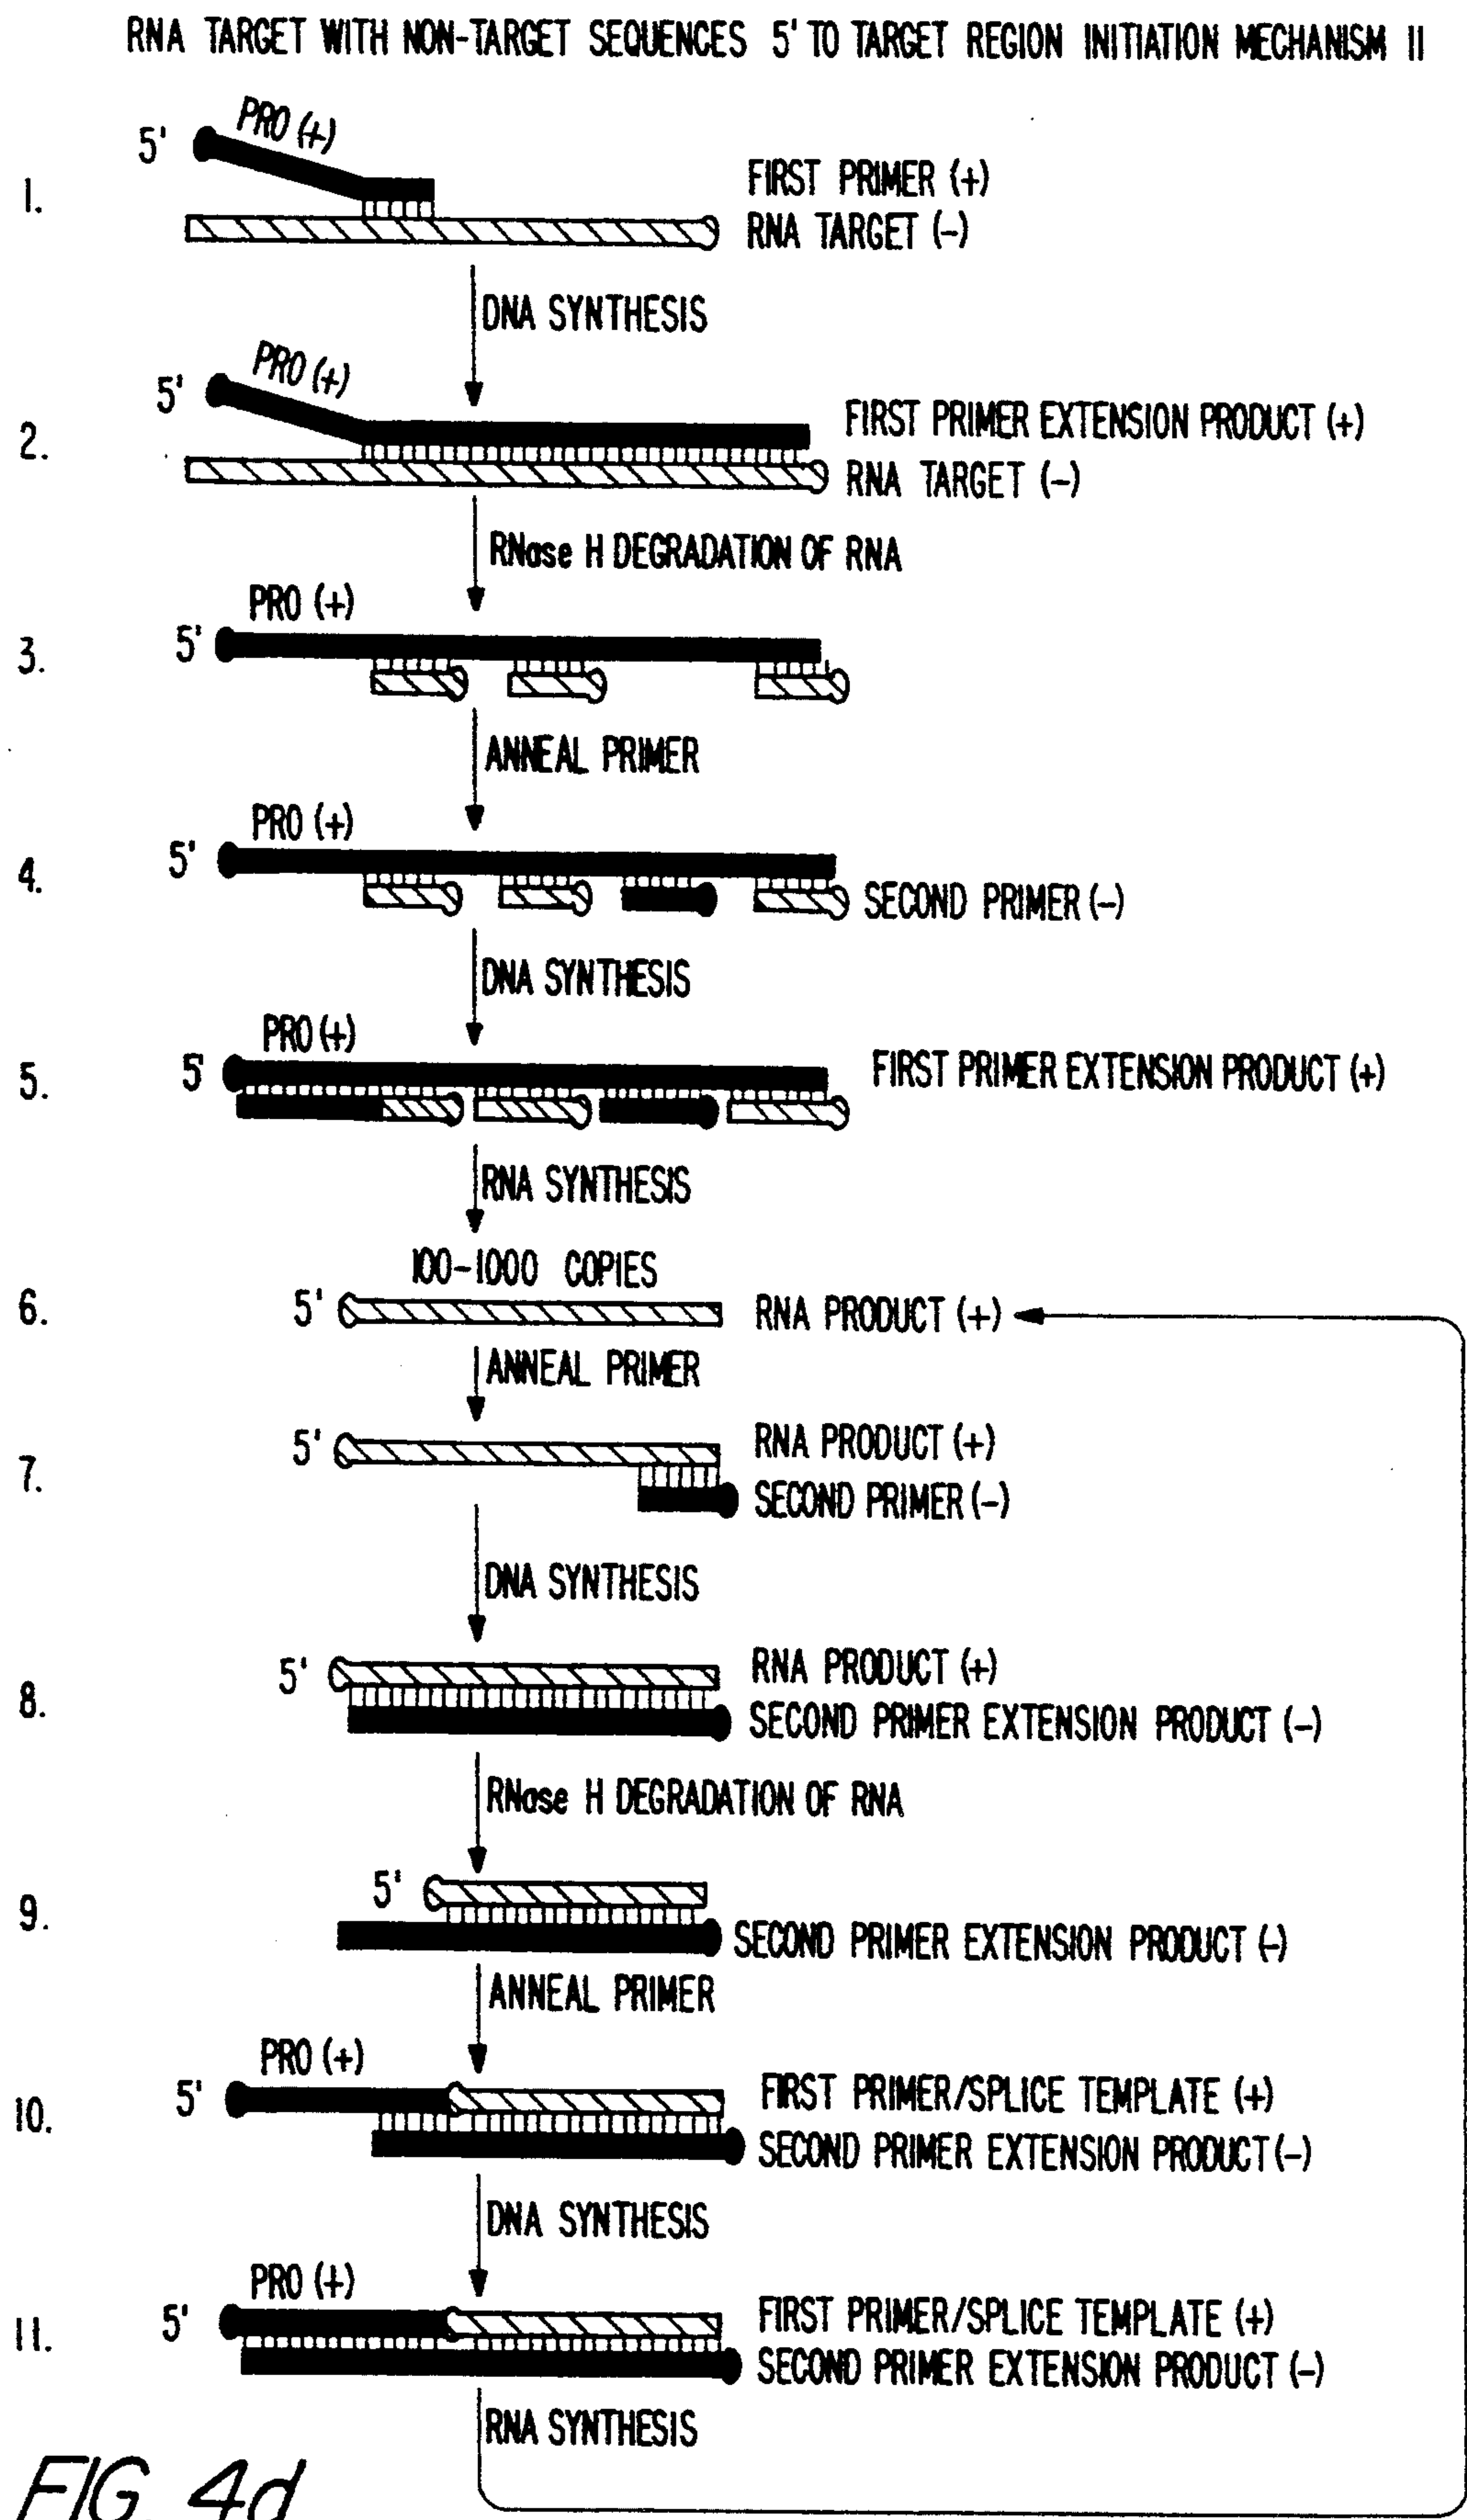 RNA TARGET WITH NON-TARGET SEQUENCES 5' TO TARGET REGION INITIATION MECHANISM II
PRO (+)
5'
1.
FIRST PRIMER (+)
RNA TARGET (-)
DNA SYNTHESIS
PRO (+)
5'
2.
FIRST PRIMER EXTENSION PRODUCT (+)
RNA TARGET (-)
RNase H DEGRADATION OF RNA
PRO (+)
5'
3.
ANNEAL PRIMER
PRO (+)
5'
4.
SECOND PRIMER (-)
DNA SYNTHESIS
PRO (+)
5'
5.
FIRST PRIMER EXTENSION PRODUCT (+)
RNA SYNTHESIS
100-1000 COPIES
6.
5'
RNA PRODUCT (+)
ANNEAL PRIMER
7.
5'
RNA PRODUCT (+)
SECOND PRIMER (-)
DNA SYNTHESIS
8.
5'
RNA PRODUCT (+)
SECOND PRIMER EXTENSION PRODUCT (-)
RNase H DEGRADATION OF RNA
9.
5'
SECOND PRIMER EXTENSION PRODUCT (-)
ANNEAL PRIMER
PRO (+)
10.
5'
FIRST PRIMER/SPLICE TEMPLATE (+)
SECOND PRIMER EXTENSION PRODUCT (-)
DNA SYNTHESIS
PRO (+)
11.
5'
FIRST PRIMER/SPLICE TEMPLATE (+)
SECOND PRIMER EXTENSION PRODUCT (-)
RNA SYNTHESIS
FIG. 4d